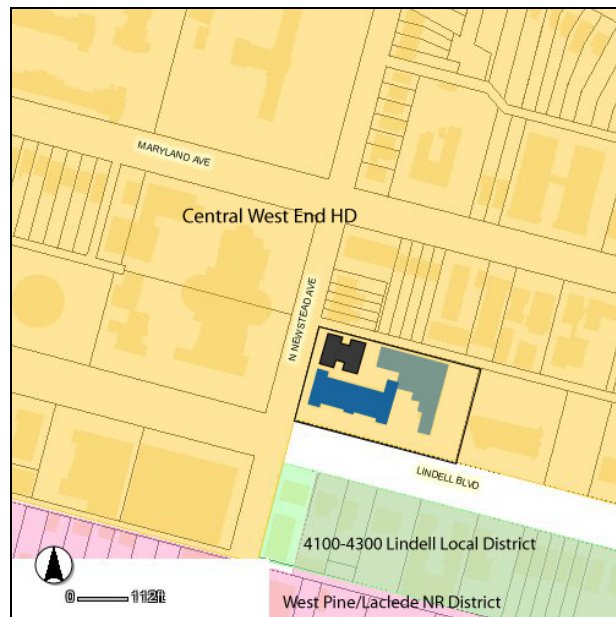 MARYLAND AVE
Central West End HD
N NEWSTEAD AVE
LINDELL BLVD
4100-4300 Lindell Local District
0 112ft
West Pine/Laclede NR District